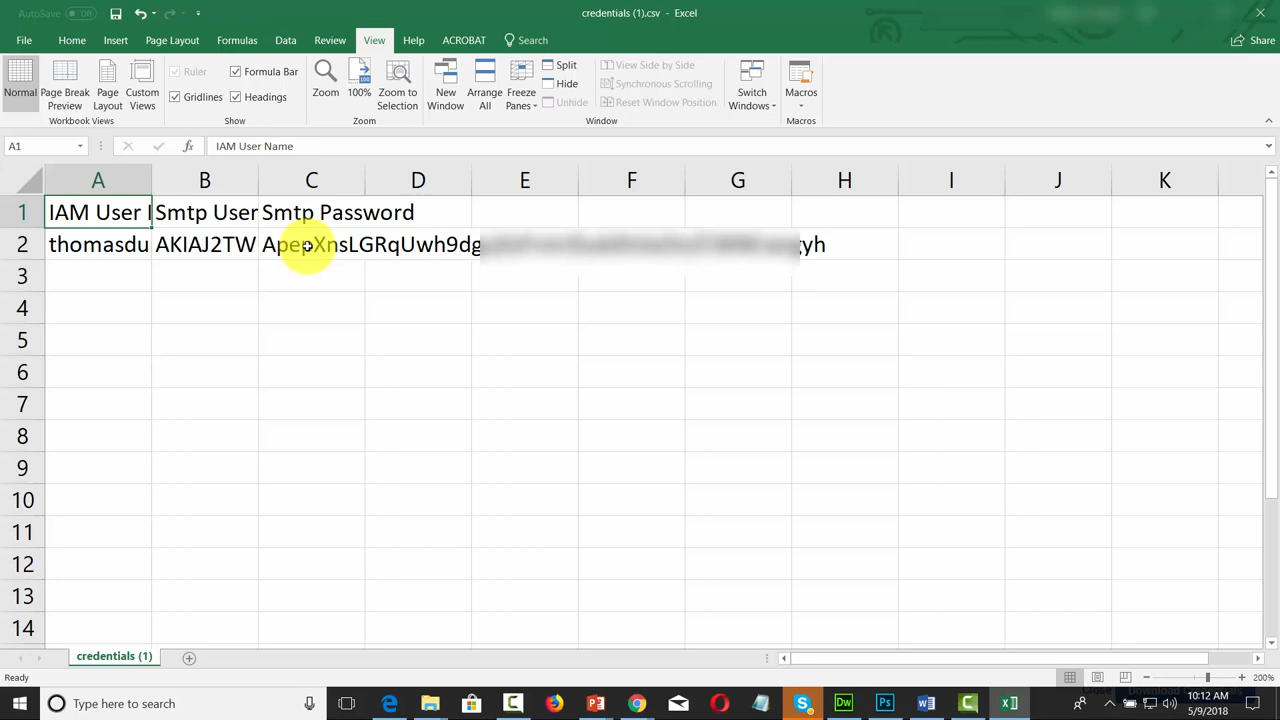 AutoSave Off
credentials (1).csv - Excel
File Home Insert Page Layout Formulas Data Review View Help ACROBAT Search Share
Normal
Page Break Preview
Page Layout
Custom Views
Workbook Views
Ruler
Formula Bar
Gridlines
Headings
Show
Zoom
100%
Zoom to Selection
Zoom
New Window
Arrange All
Freeze Panes
Split
Hide
Unhide
View Side by Side
Synchronous Scrolling
Reset Window Position
Window
Switch Windows
Macros
Macros
A1
fx
IAM User Name
A B C D E F G H I J K
1 IAM User Smtp User Smtp Password
2 thomasdu AKIAJ2TW ApepXnsLGRqUwh9dg yh
3
4
5
6
7
8
9
10
11
12
13
14
credentials (1)
Ready
200%
Type here to search
10:12 AM
5/9/2018